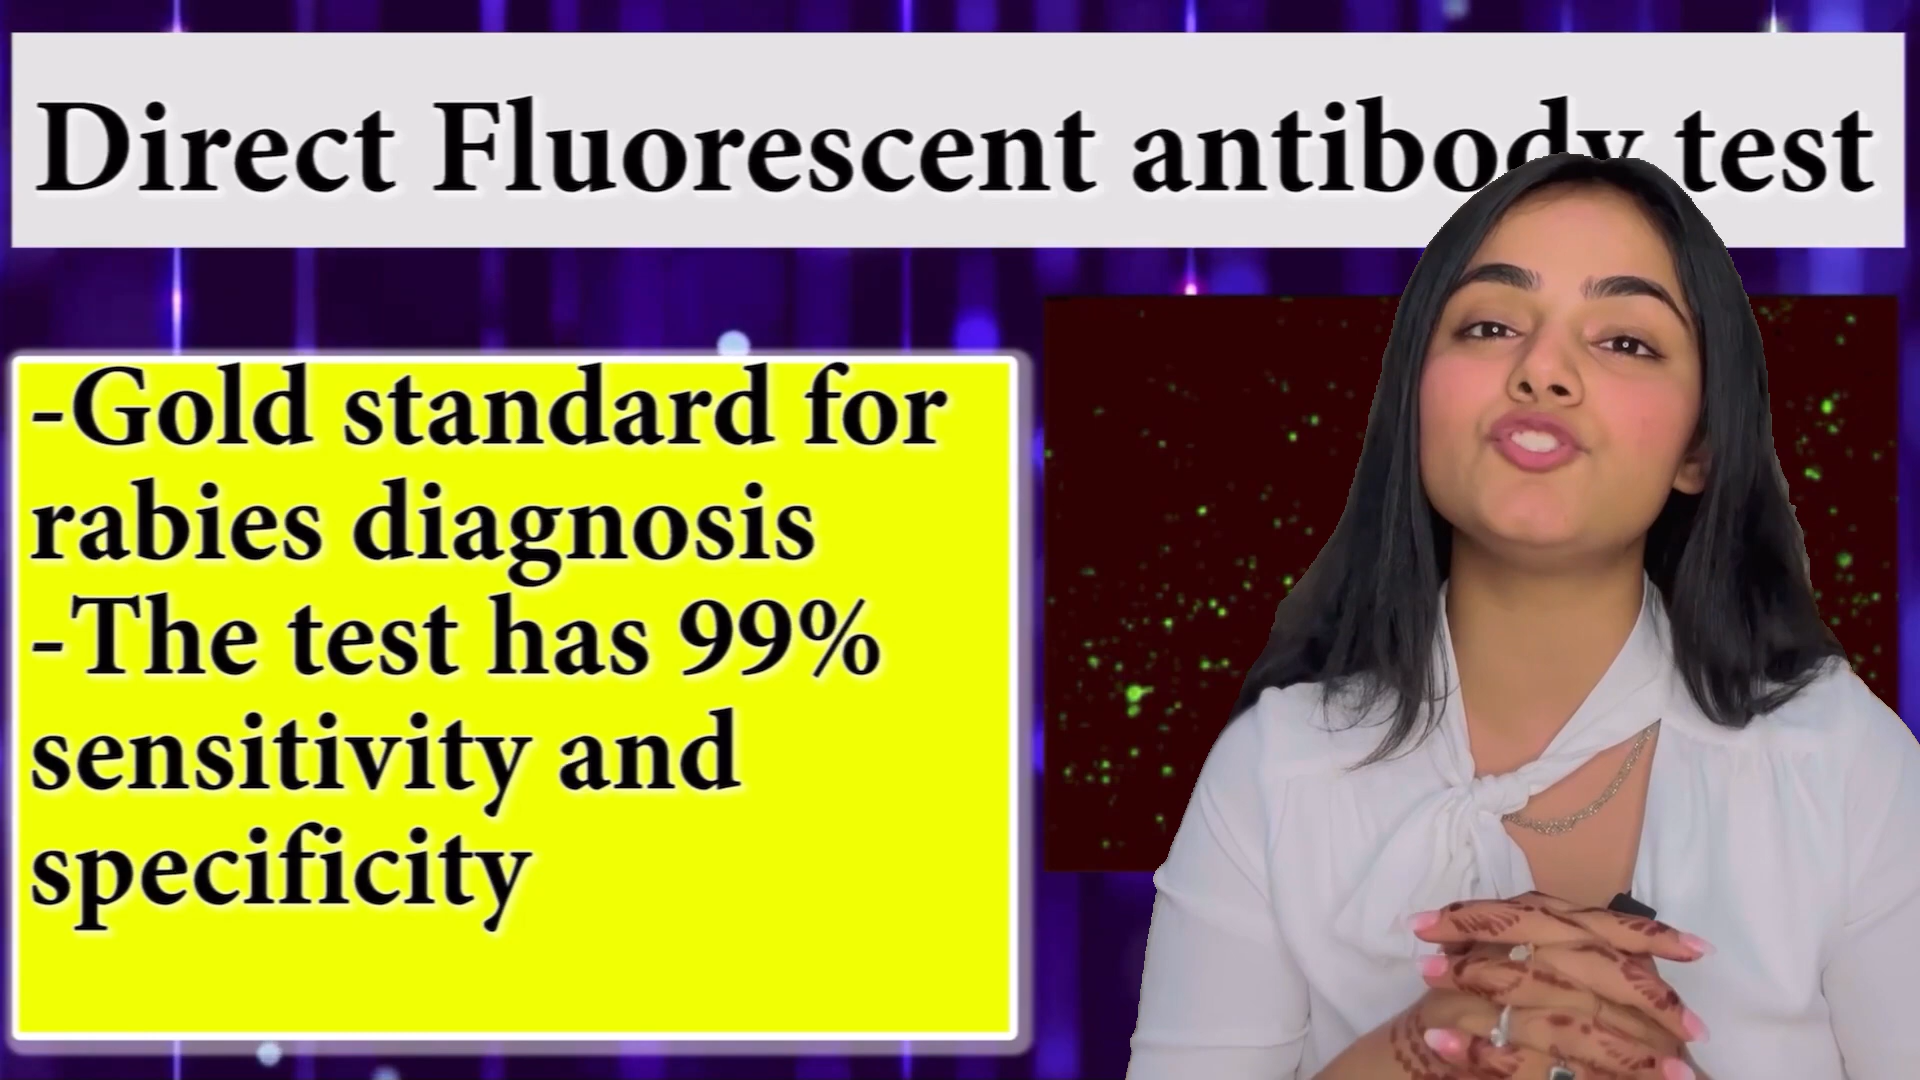 Direct Fluorescent antibody test
-Gold standard for
rabies diagnosis
-The test has 99%
sensitivity and
specificity